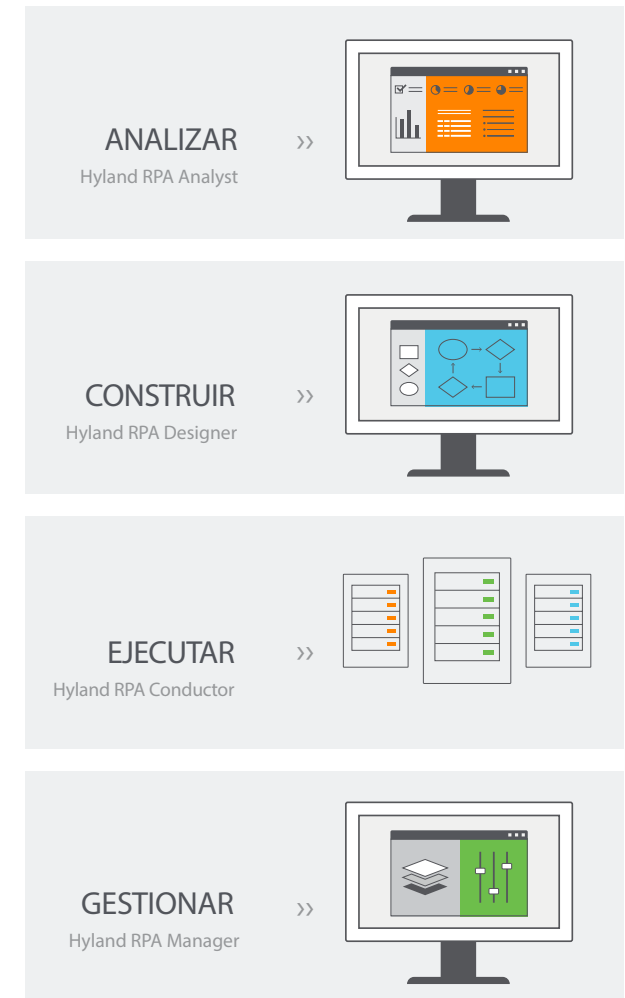 ANALIZAR
Hyland RPA Analyst
CONSTRUIR
Hyland RPA Designer
EJECUTAR
Hyland RPA Conductor
GESTIONAR
Hyland RPA Manager